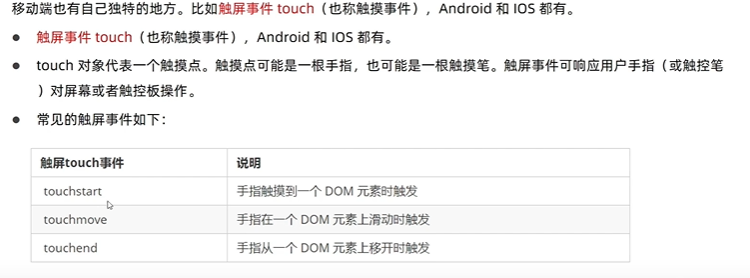 移动端也有自己独特的地方。比如触屏事件 touch（也称触摸事件），Android 和 IOS 都有。
● 触屏事件 touch（也称触摸事件），Android 和 IOS 都有。
● touch 对象代表一个触摸点。触摸点可能是一根手指，也可能是一根触摸笔。触屏事件可响应用户手指（或触控笔
）对屏幕或者触控板操作。
● 常见的触屏事件如下：
触屏touch事件 说明
touchstart 手指触摸到一个 DOM 元素时触发
touchmove 手指在一个 DOM 元素上滑动时触发
touchend 手指从一个 DOM 元素上移开时触发